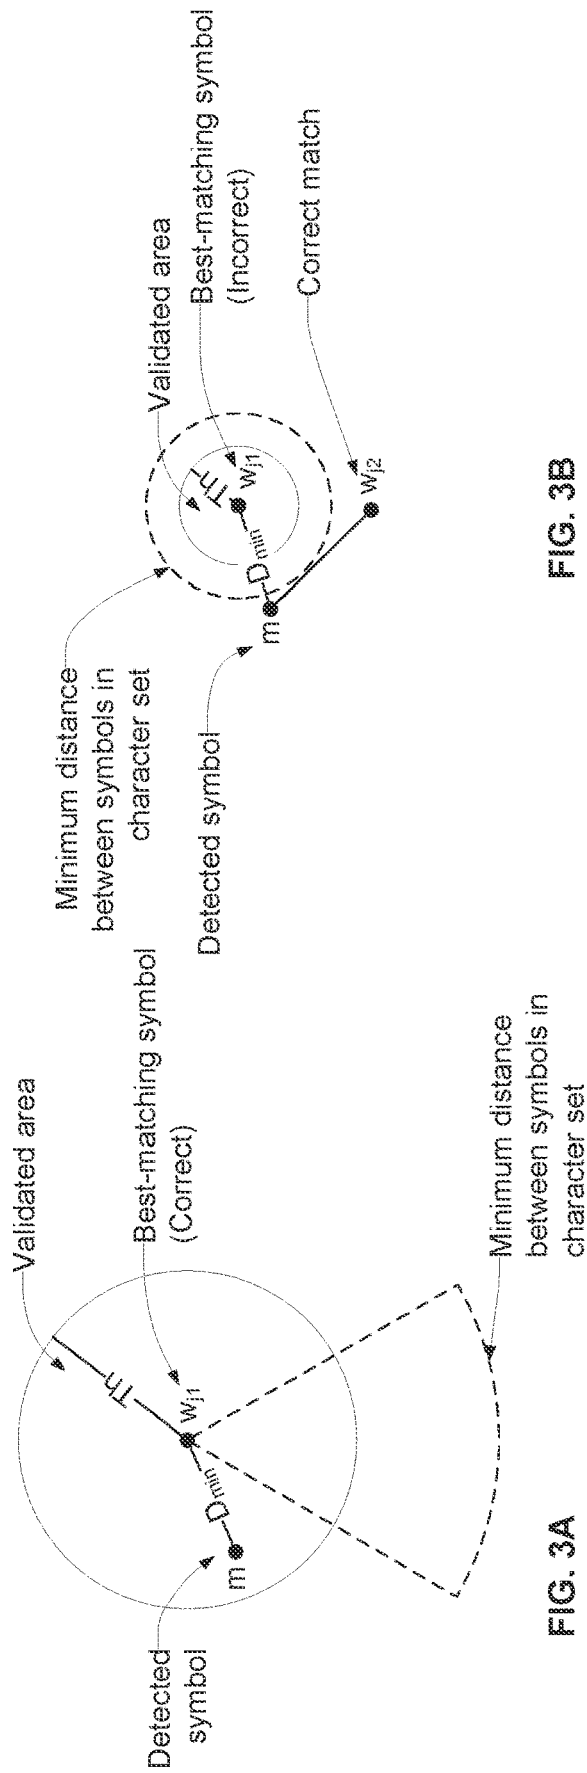 Validated area
Best-matching symbol
(Correct)
Th
w_j1
D_min
m
Detected
symbol
Minimum distance
between symbols in
character set
FIG. 3A
Minimum distance
between symbols in
character set
Validated area
Best-matching symbol
(Incorrect)
Th
w_j1
D_min
m
Detected symbol
w_j2
Correct match
FIG. 3B